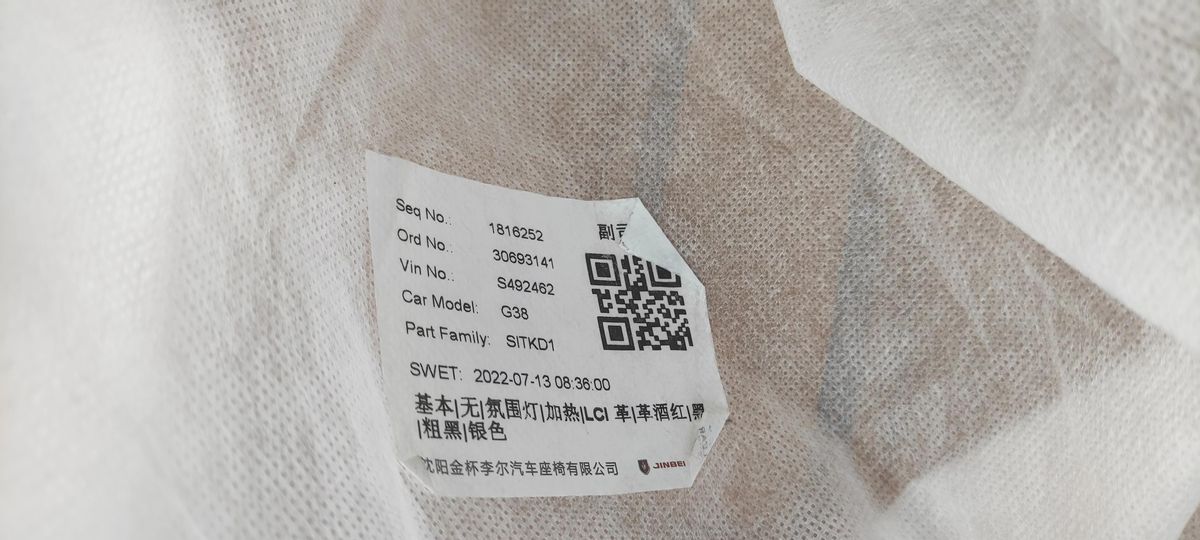 Seq No.: 1816252 副
Ord No.: 30693141
Vin No.: S492462
Car Model: G38
Part Family: SITKD1
SWET: 2022-07-13 08:36:00
基本|无|氛围灯|加热|LCI 革|革酒红|黑
|粗黑|银色
沈阳金杯李尔汽车座椅有限公司 JINBEI